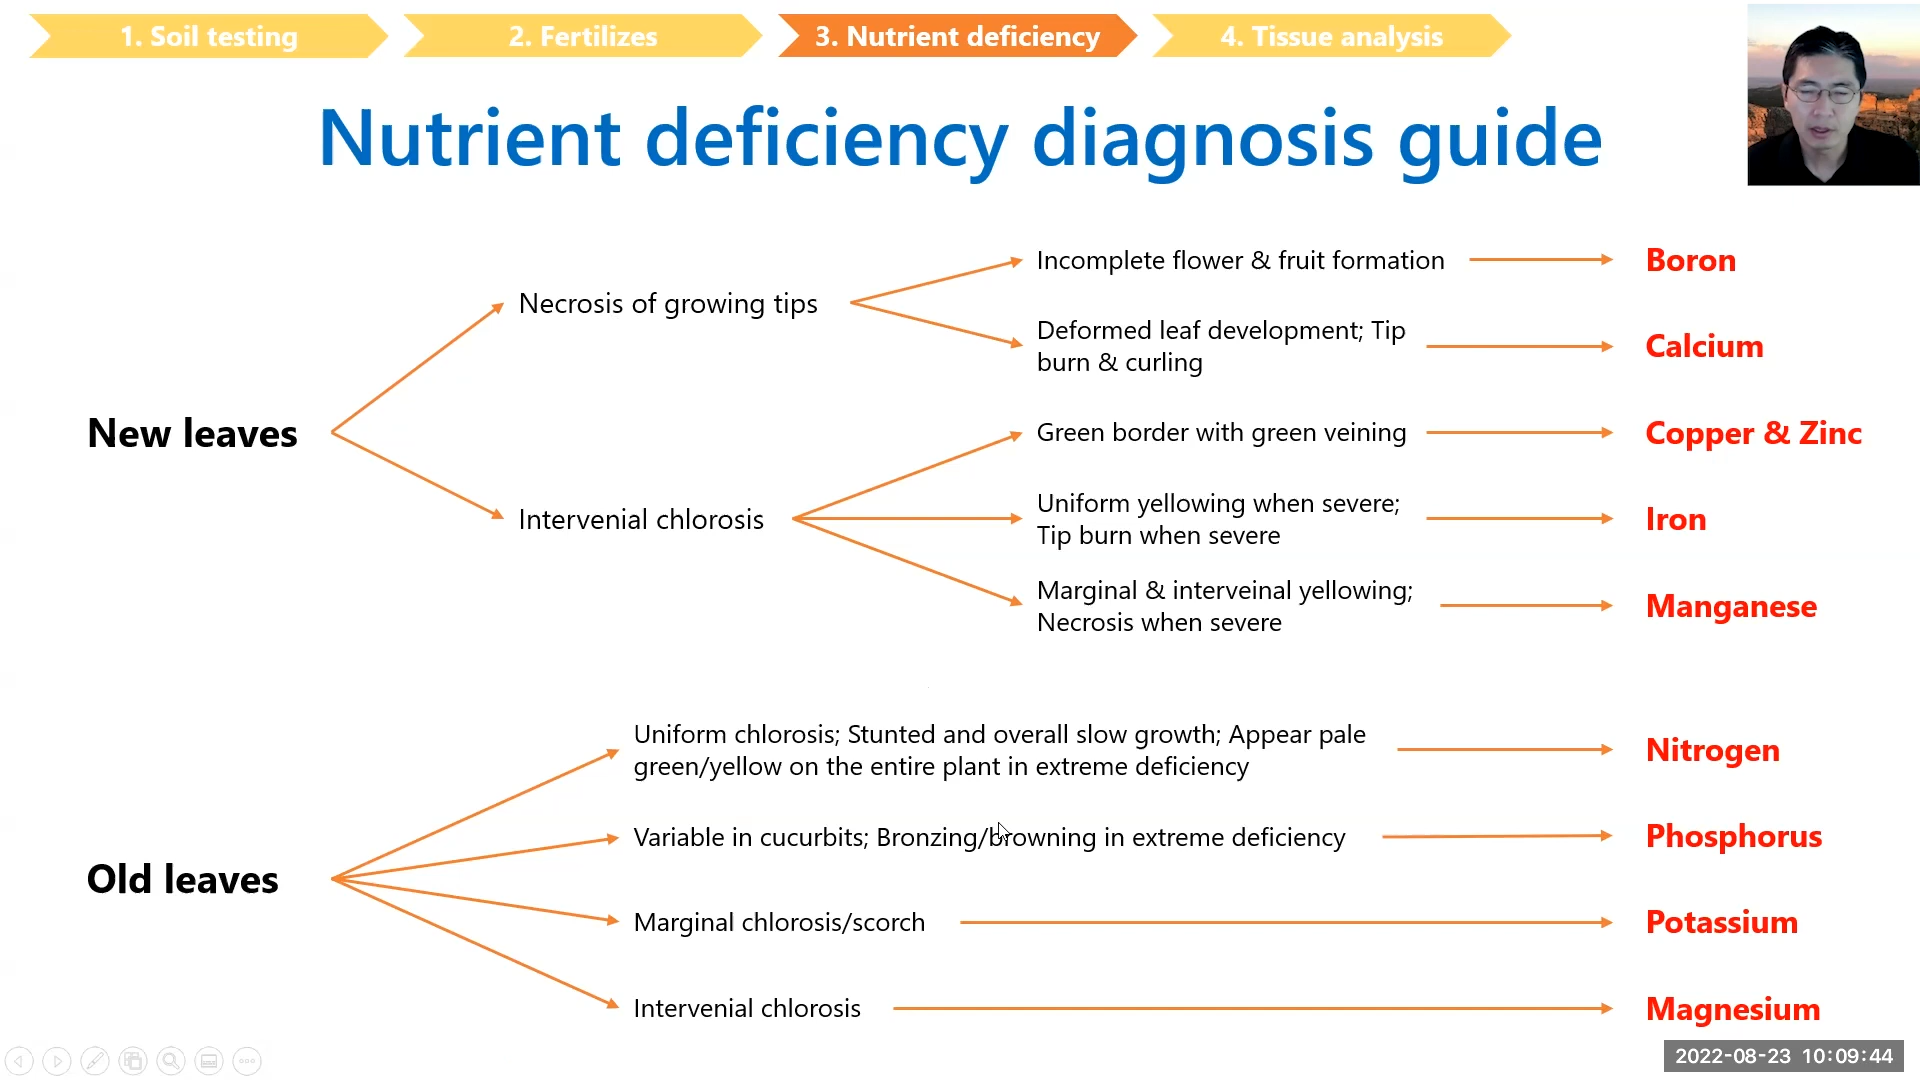 1. Soil testing
2. Fertilizes
3. Nutrient deficiency
4. Tissue analysis
Nutrient deficiency diagnosis guide
New leaves
Necrosis of growing tips
Incomplete flower & fruit formation
Boron
Deformed leaf development; Tip
burn & curling
Calcium
Intervenial chlorosis
Green border with green veining
Copper & Zinc
Uniform yellowing when severe;
Tip burn when severe
Iron
Marginal & interveinal yellowing;
Necrosis when severe
Manganese
Old leaves
Uniform chlorosis; Stunted and overall slow growth; Appear pale
green/yellow on the entire plant in extreme deficiency
Nitrogen
Variable in cucurbits; Bronzing/browning in extreme deficiency
Phosphorus
Marginal chlorosis/scorch
Potassium
Intervenial chlorosis
Magnesium
2022-08-23 10:09:44